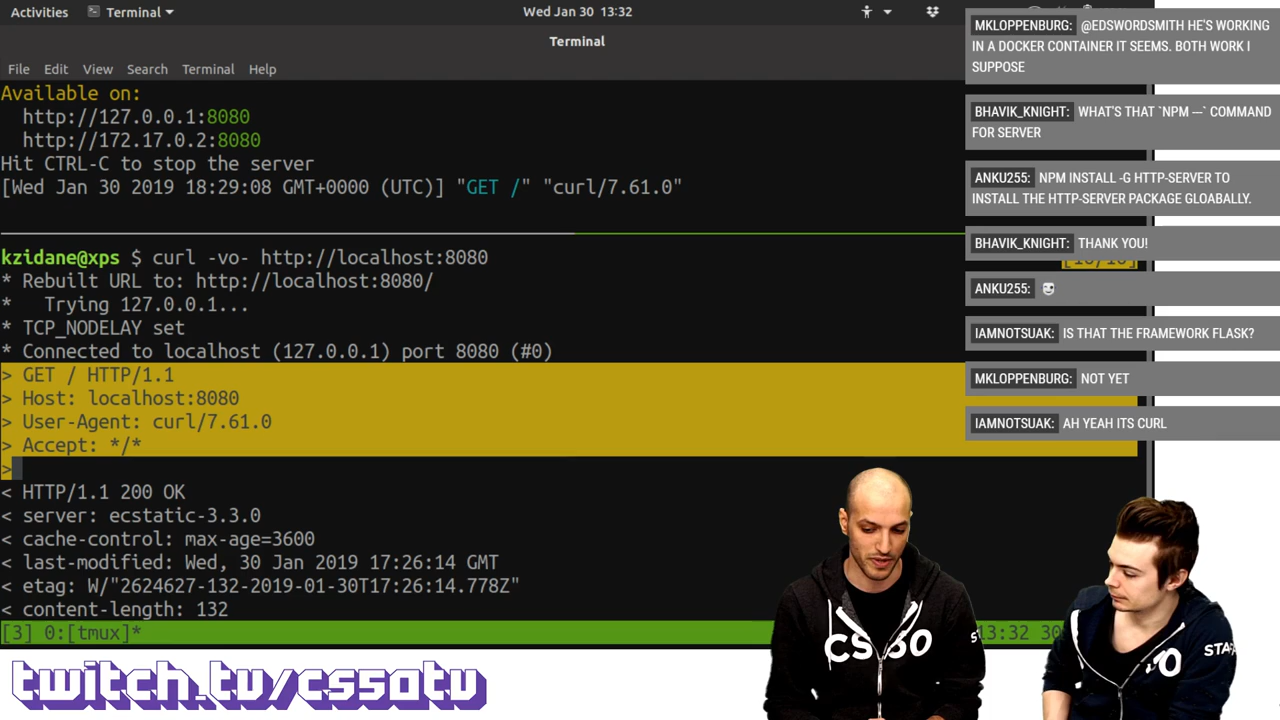 Activities
Terminal
Wed Jan 30 13:32
Terminal
File Edit View Search Terminal Help
Available on:
http://127.0.0.1:8080
http://172.17.0.2:8080
Hit CTRL-C to stop the server
[Wed Jan 30 2019 18:29:08 GMT+0000 (UTC)] "GET /" "curl/7.61.0"
kzidane@xps $ curl -vo- http://localhost:8080
* Rebuilt URL to: http://localhost:8080/
*   Trying 127.0.0.1...
* TCP_NODELAY set
* Connected to localhost (127.0.0.1) port 8080 (#0)
> GET / HTTP/1.1
> Host: localhost:8080
> User-Agent: curl/7.61.0
> Accept: */*
>
< HTTP/1.1 200 OK
< server: ecstatic-3.3.0
< cache-control: max-age=3600
< last-modified: Wed, 30 Jan 2019 17:26:14 GMT
< etag: W/"2624627-132-2019-01-30T17:26:14.778Z"
< content-length: 132
[3] 0:[tmux]*
13:32 30
MKLOPPENBURG: @EDSWORDSMITH HE'S WORKING
IN A DOCKER CONTAINER IT SEEMS. BOTH WORK I
SUPPOSE
BHAVIK_KNIGHT: WHAT'S THAT `NPM ---` COMMAND
FOR SERVER
ANKU255: NPM INSTALL -G HTTP-SERVER TO
INSTALL THE HTTP-SERVER PACKAGE GLOABALLY.
BHAVIK_KNIGHT: THANK YOU!
ANKU255:
IAMNOTSUAK: IS THAT THE FRAMEWORK FLASK?
MKLOPPENBURG: NOT YET
IAMNOTSUAK: AH YEAH ITS CURL
CS50
twitch.tv/cs50tv